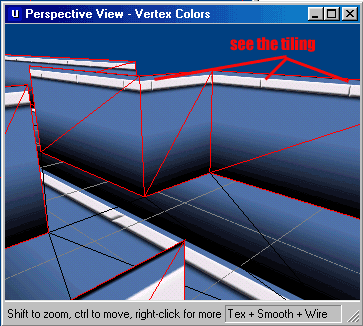 U Perspective View - Vertex Colors
see the tiling
Shift to zoom, ctrl to move, right-click for more
Tex + Smooth + Wire